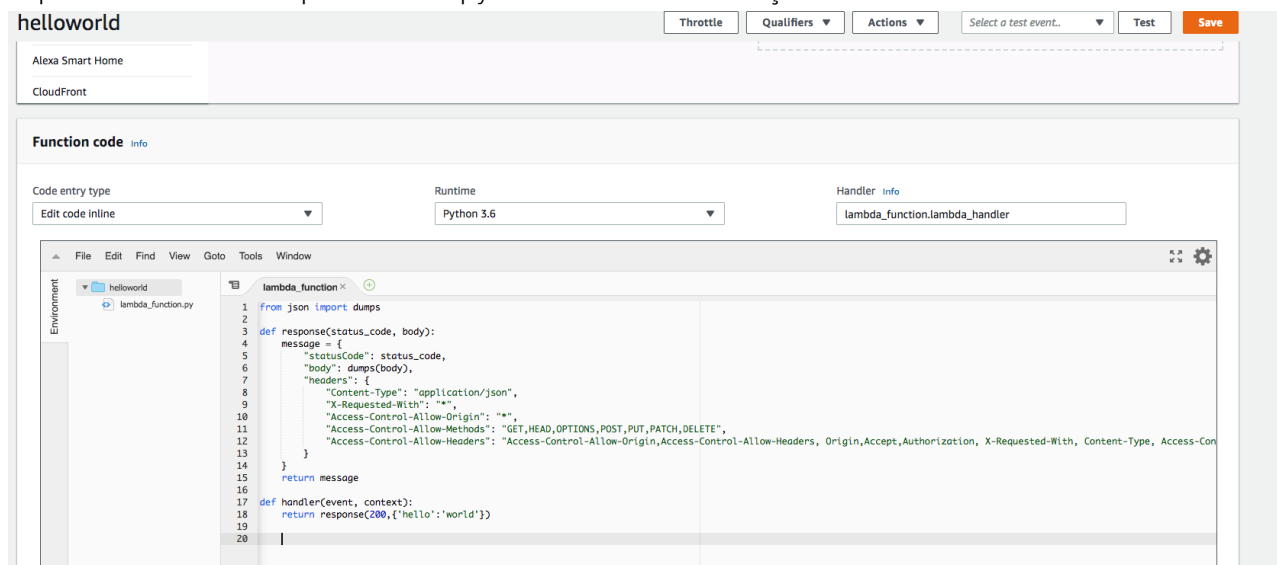 py
helloworld
Throttle
Qualifiers
Actions
Select a test event..
Test
Save
Alexa Smart Home
CloudFront
Function code Info
Code entry type
Runtime
Handler Info
Edit code inline
Python 3.6
lambda_function.lambda_handler
File Edit Find View Goto Tools Window
Environment
helloworld
lambda_function.py
lambda_function ×
1 from json import dumps
2
3 def response(status_code, body):
4 message = {
5 "statusCode": status_code,
6 "body": dumps(body),
7 "headers": {
8 "Content-Type": "application/json",
9 "X-Requested-With": "*",
10 "Access-Control-Allow-Origin": "*",
11 "Access-Control-Allow-Methods": "GET,HEAD,OPTIONS,POST,PUT,PATCH,DELETE",
12 "Access-Control-Allow-Headers": "Access-Control-Allow-Origin,Access-Control-Allow-Headers, Origin,Accept,Authorization, X-Requested-With, Content-Type, Access-Con
13 }
14 }
15 return message
16
17 def handler(event, context):
18 return response(200,{'hello':'world'})
19
20